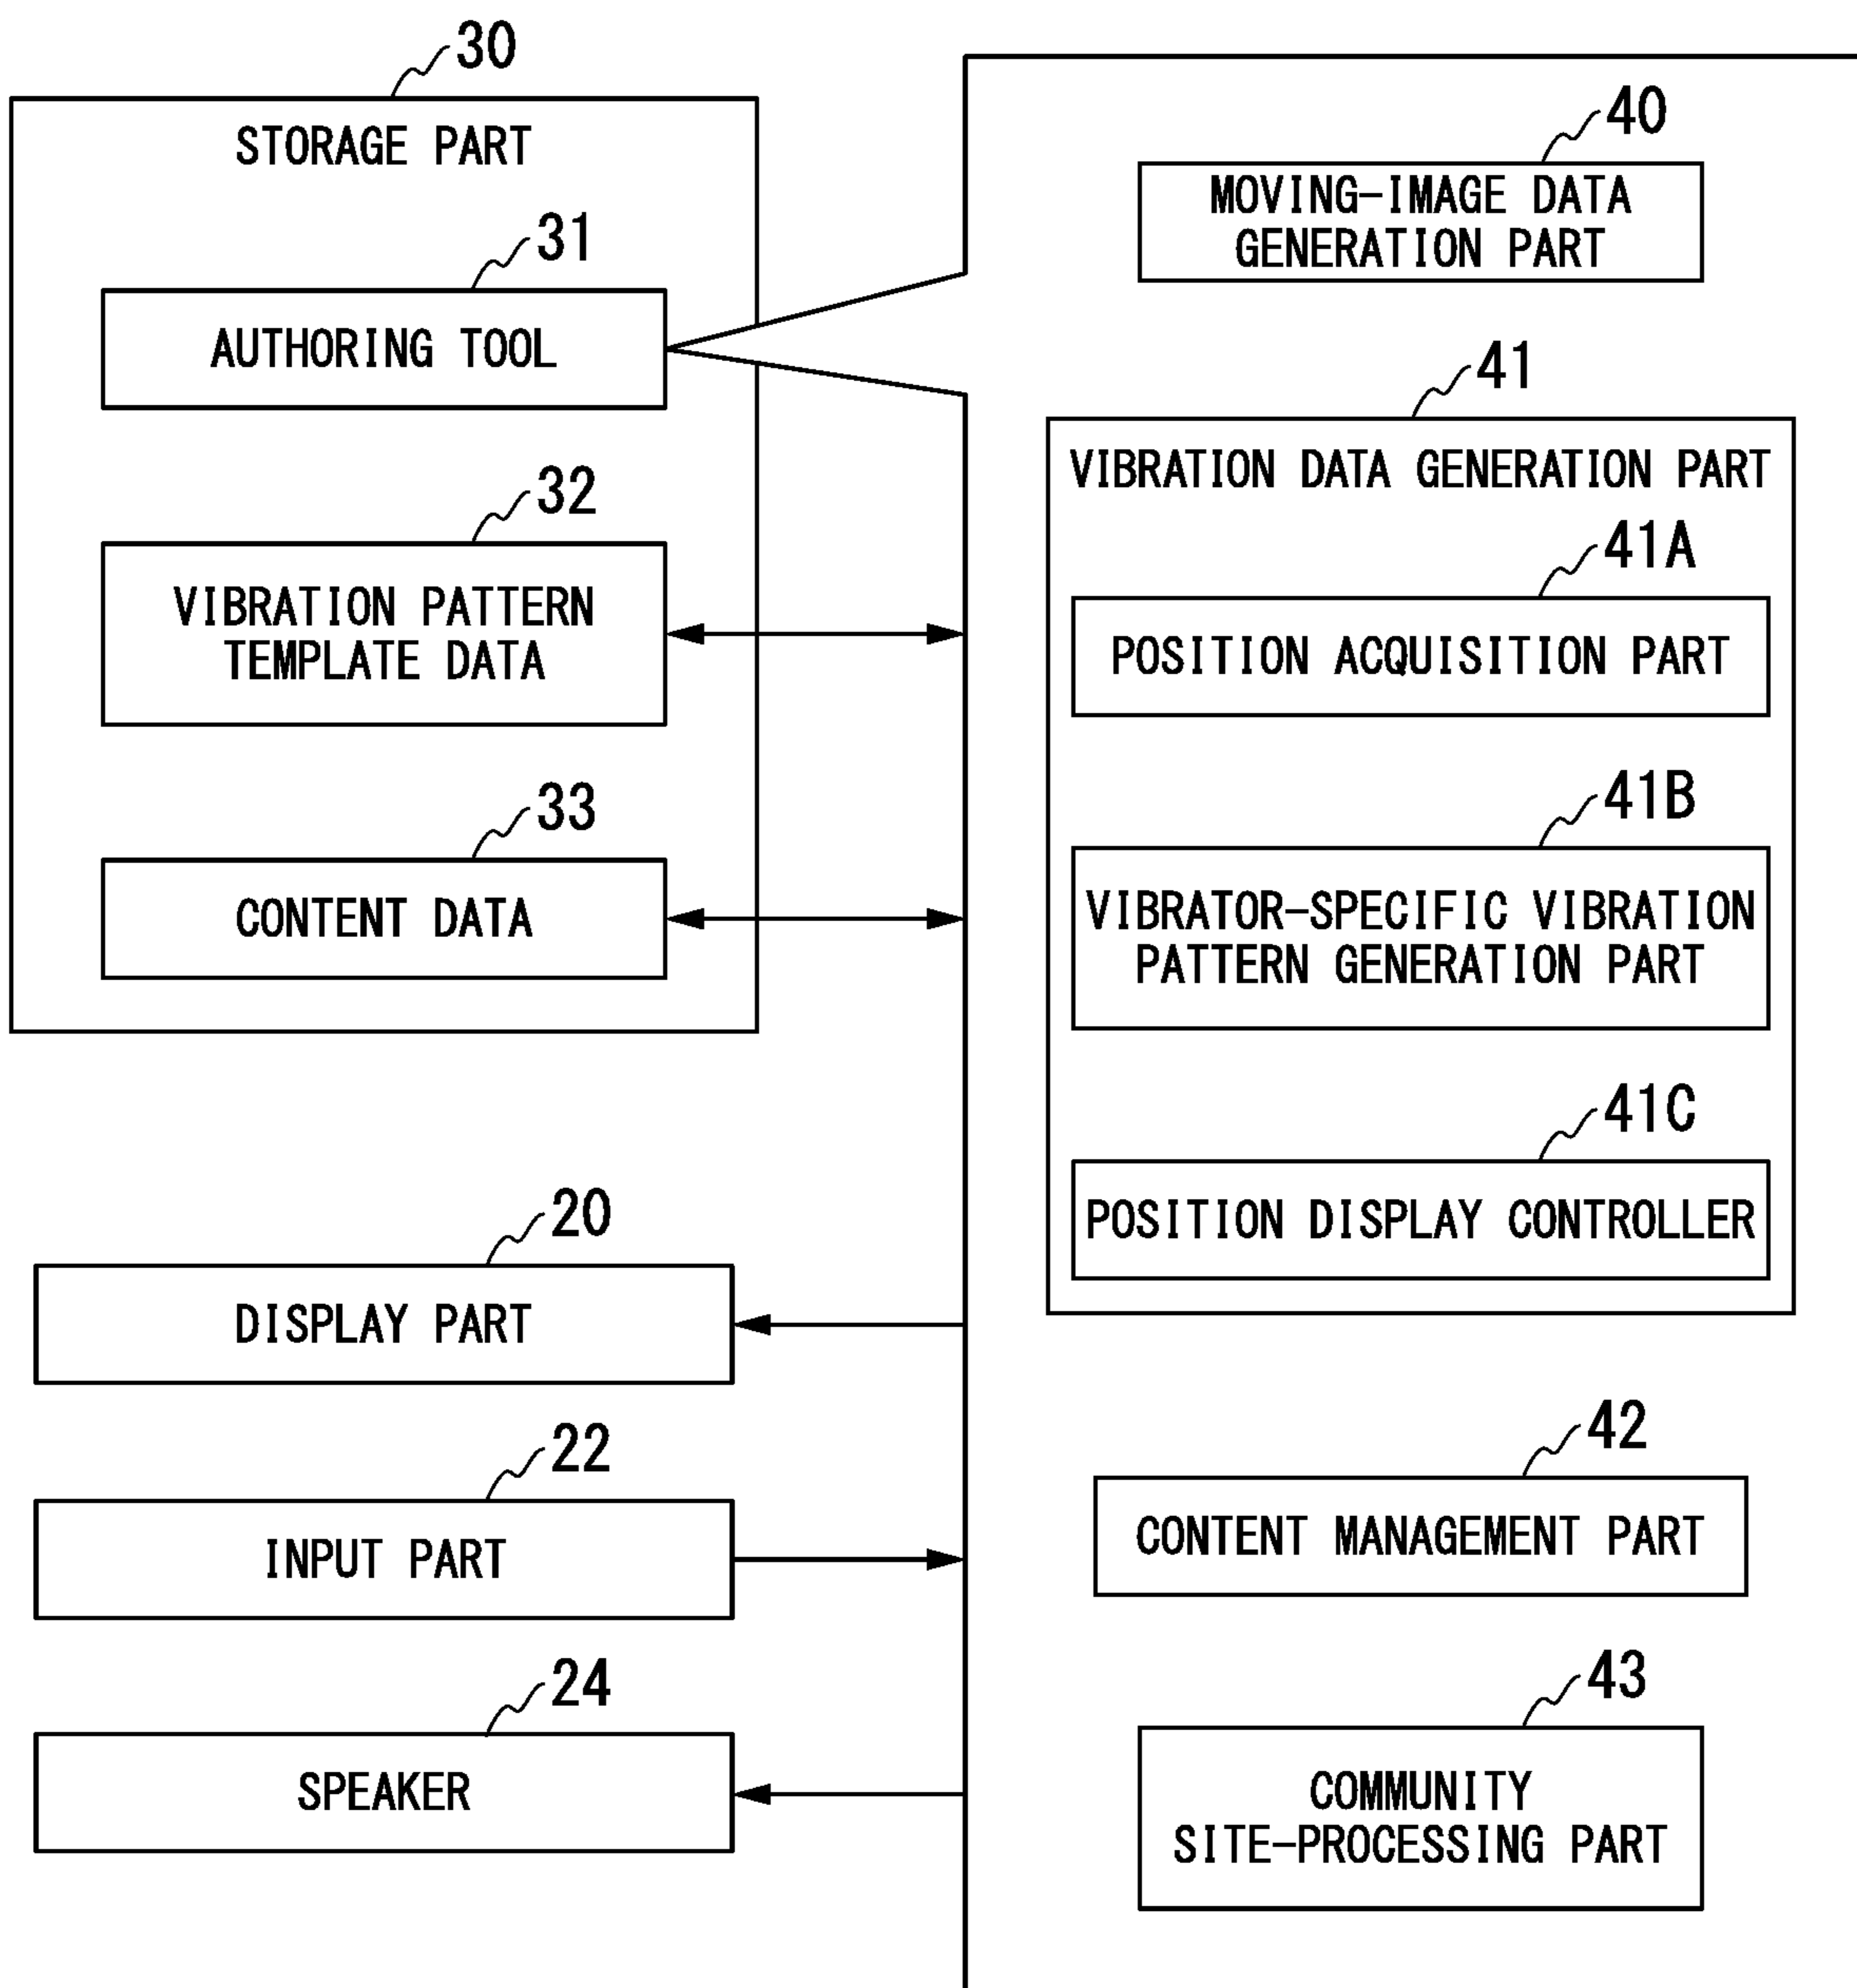 30
STORAGE PART
31
AUTHORING TOOL
32
VIBRATION PATTERN
TEMPLATE DATA
33
CONTENT DATA
20
DISPLAY PART
22
INPUT PART
24
SPEAKER
40
MOVING-IMAGE DATA
GENERATION PART
41
VIBRATION DATA GENERATION PART
41A
POSITION ACQUISITION PART
41B
VIBRATOR-SPECIFIC VIBRATION
PATTERN GENERATION PART
41C
POSITION DISPLAY CONTROLLER
42
CONTENT MANAGEMENT PART
43
COMMUNITY
SITE-PROCESSING PART